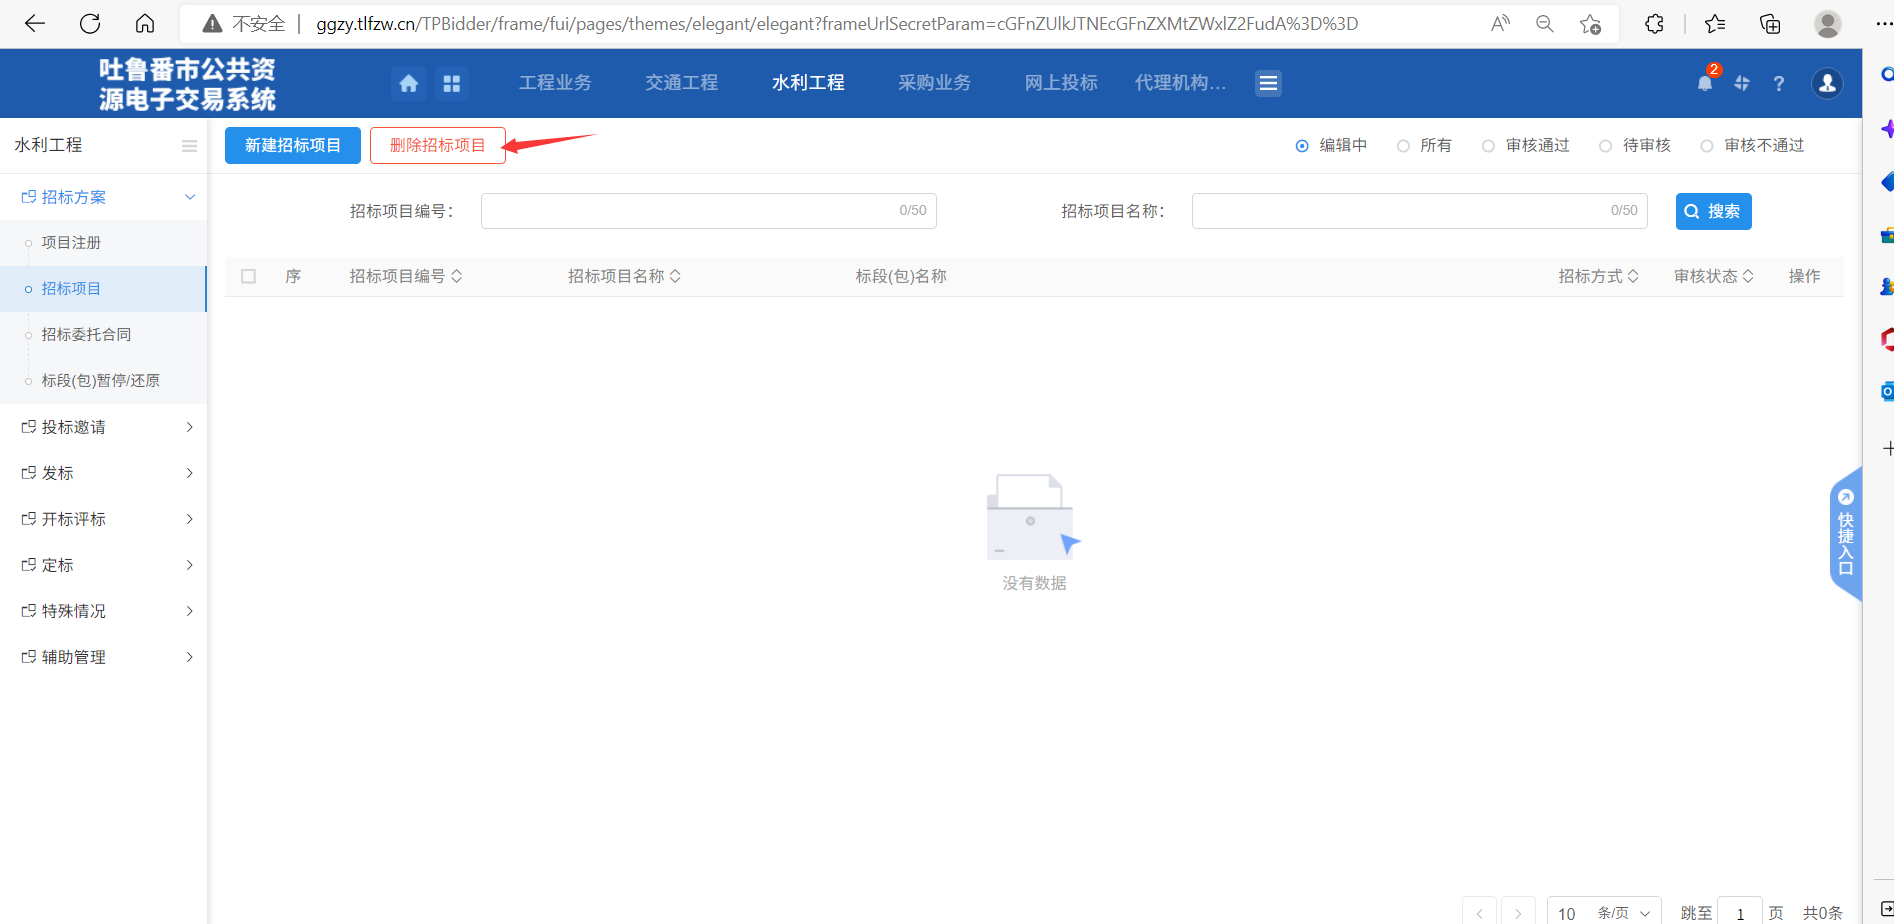 不安全 ggzy.tlfzw.cn/TPBidder/frame/fui/pages/themes/elegant/elegant?frameUrlSecretParam=cGFnZUlkJTNEcGFnZXMtZWxlZ2FudA%3D%3D
吐鲁番市公共资
源电子交易系统
工程业务 交通工程 水利工程 采购业务 网上投标 代理机构... 2 ?
水利工程
招标方案
项目注册
招标项目
招标委托合同
标段(包)暂停/还原
投标邀请
发标
开标评标
定标
特殊情况
辅助管理
新建招标项目 删除招标项目 编辑中 所有 审核通过 待审核 审核不通过
招标项目编号： 0/50 招标项目名称： 0/50 搜索
序 招标项目编号 招标项目名称 标段(包)名称 招标方式 审核状态 操作
没有数据
快捷入口
10 条/页 跳至 1 页 共0条